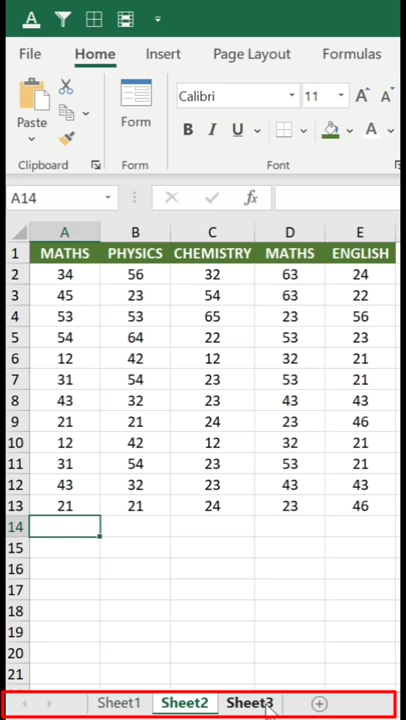 A
File Home Insert Page Layout Formulas
Paste
Form
Calibri 11 A A
B I U A
Clipboard Form Font
A14 fx
A B C D E
1 MATHS PHYSICS CHEMISTRY MATHS ENGLISH
2 34 56 32 63 24
3 45 23 54 63 22
4 53 53 65 23 56
5 54 64 22 53 23
6 12 42 12 32 21
7 31 54 23 53 21
8 43 32 23 43 43
9 21 21 24 23 46
10 12 42 12 32 21
11 31 54 23 53 21
12 43 32 23 43 43
13 21 21 24 23 46
14
15
16
17
18
19
20
21
Sheet1 Sheet2 Sheet3